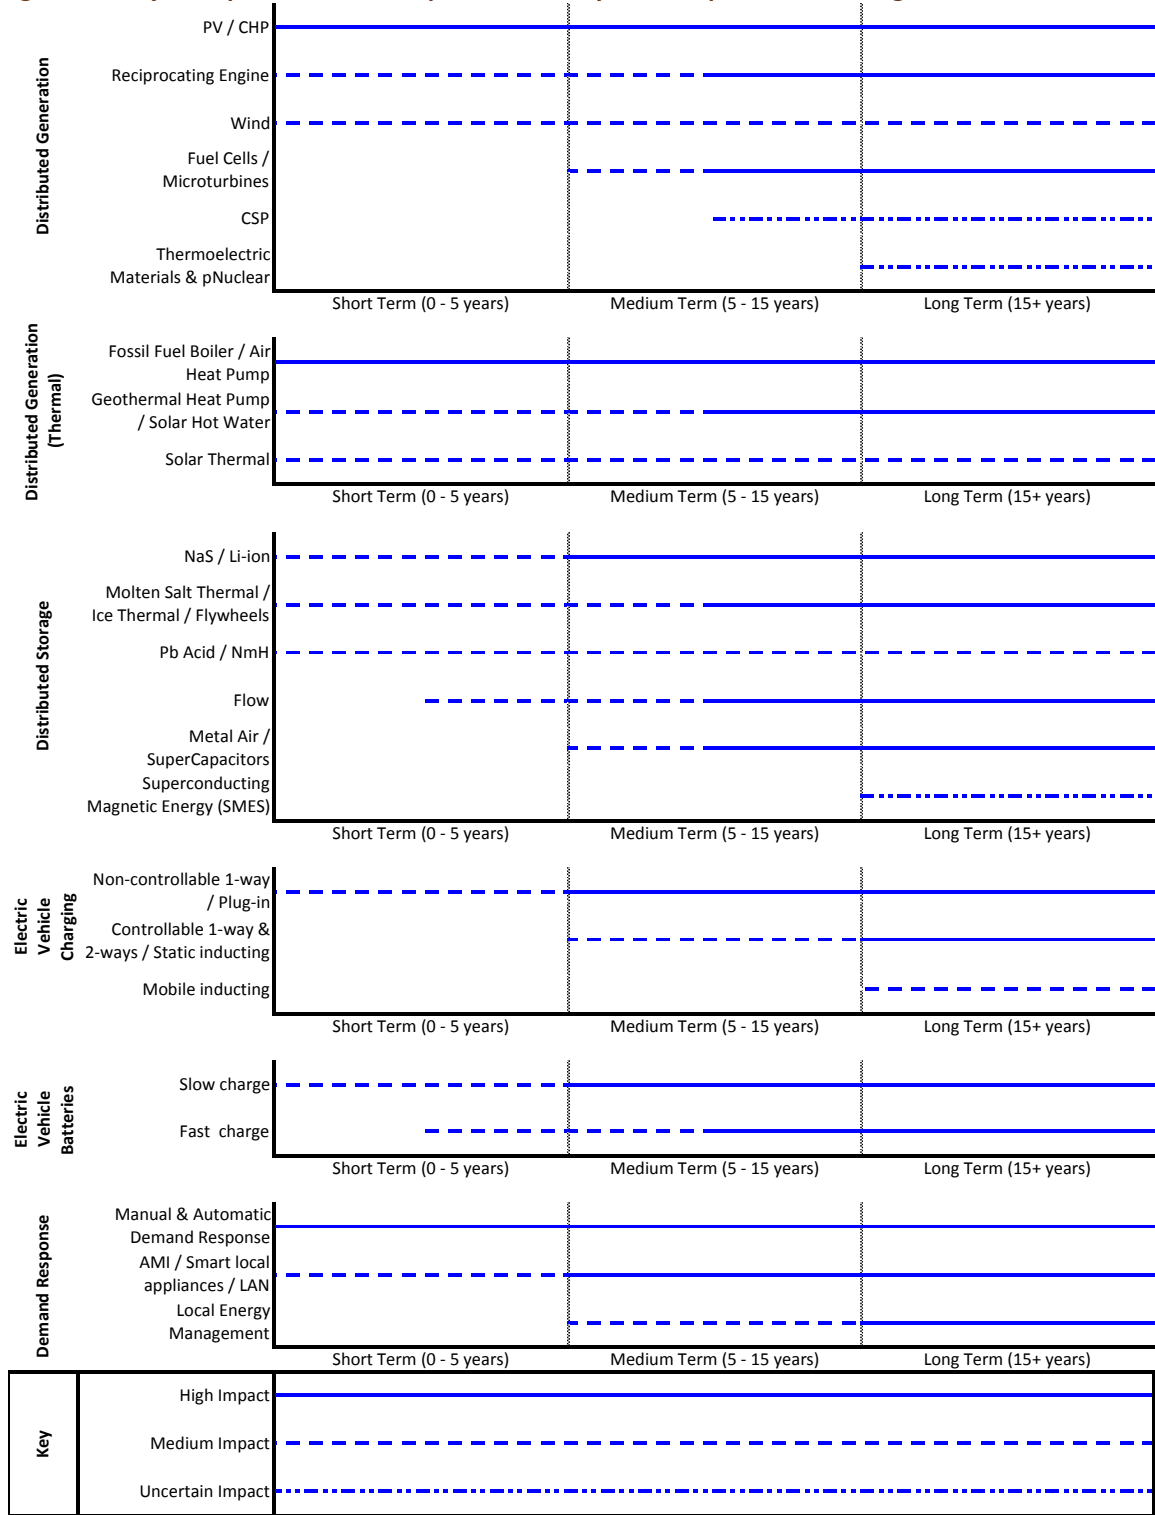 Distributed Generation
PV / CHP
Reciprocating Engine
Wind
Fuel Cells /
Microturbines
CSP
Thermoelectric
Materials & pNuclear
Short Term (0 - 5 years)
Medium Term (5 - 15 years)
Long Term (15+ years)
Distributed Generation
(Thermal)
Fossil Fuel Boiler / Air
Heat Pump
Geothermal Heat Pump
/ Solar Hot Water
Solar Thermal
Short Term (0 - 5 years)
Medium Term (5 - 15 years)
Long Term (15+ years)
Distributed Storage
NaS / Li-ion
Molten Salt Thermal /
Ice Thermal / Flywheels
Pb Acid / NmH
Flow
Metal Air /
SuperCapacitors
Superconducting
Magnetic Energy (SMES)
Short Term (0 - 5 years)
Medium Term (5 - 15 years)
Long Term (15+ years)
Electric
Vehicle
Charging
Non-controllable 1-way
/ Plug-in
Controllable 1-way &
2-ways / Static inducting
Mobile inducting
Short Term (0 - 5 years)
Medium Term (5 - 15 years)
Long Term (15+ years)
Electric
Vehicle
Batteries
Slow charge
Fast charge
Short Term (0 - 5 years)
Medium Term (5 - 15 years)
Long Term (15+ years)
Demand Response
Manual & Automatic
Demand Response
AMI / Smart local
appliances / LAN
Local Energy
Management
Short Term (0 - 5 years)
Medium Term (5 - 15 years)
Long Term (15+ years)
Key
High Impact
Medium Impact
Uncertain Impact